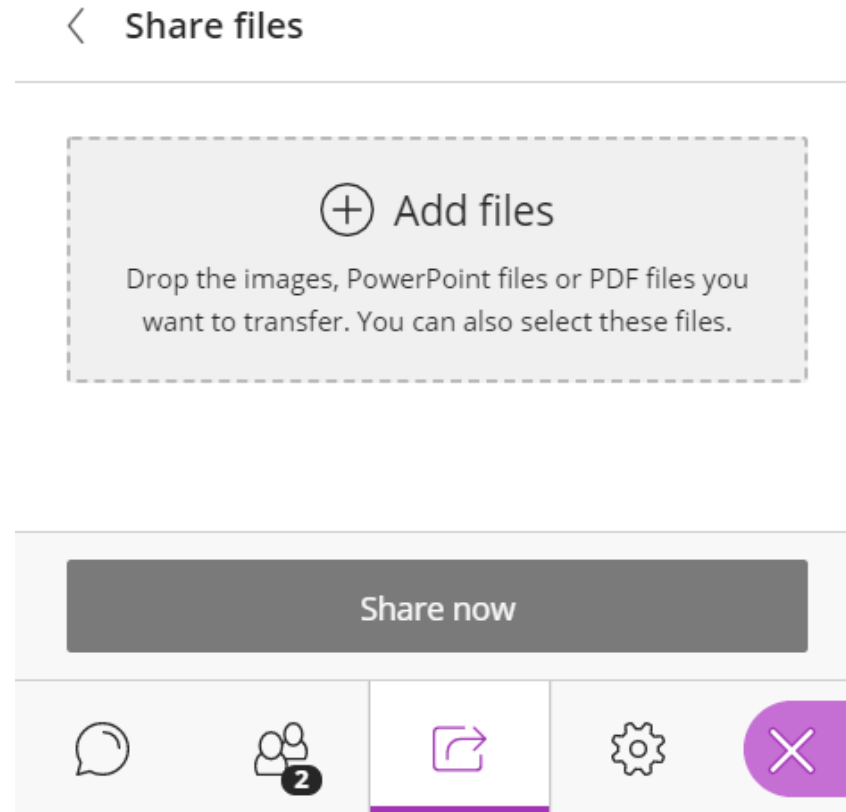 Share files
Add files
Drop the images, PowerPoint files or PDF files you
want to transfer. You can also select these files.
Share now
2